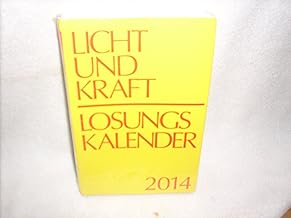 LICHT
UND
KRAFT
LOSUNGS
KALENDER
2014